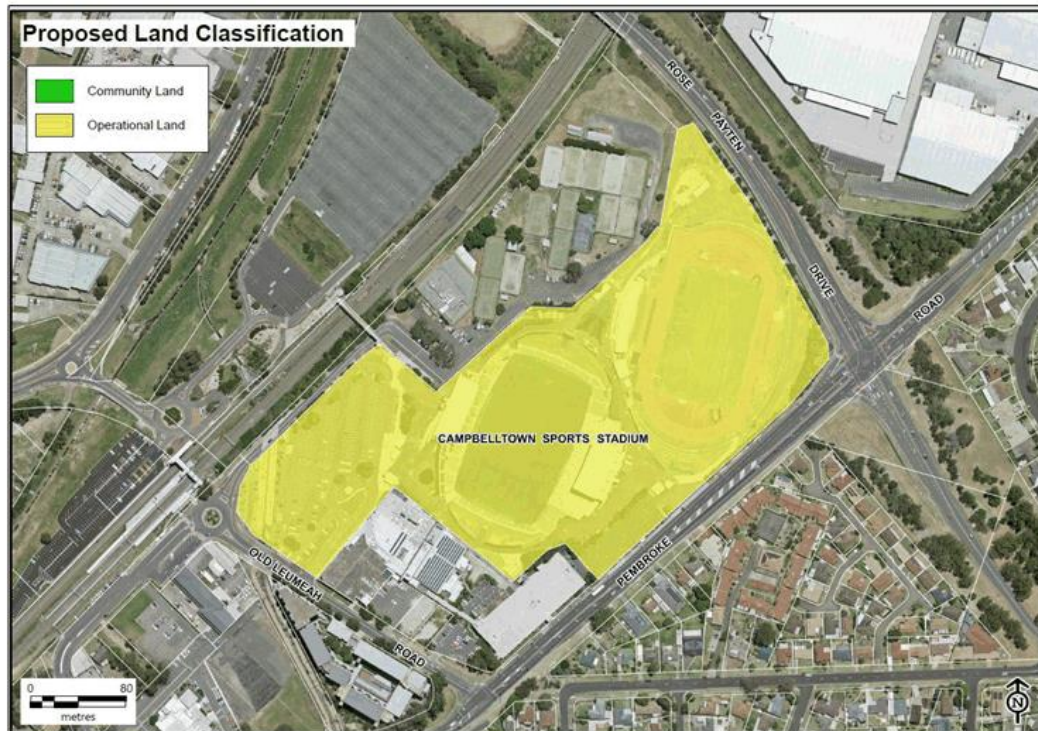 Proposed Land Classification
Community Land
Operational Land
ROSE
PAYTEN
DRIVE
ROAD
CAMPBELLTOWN SPORTS STADIUM
PEMBROKE
OLD LEUMEAH
ROAD
0 80
metres
N